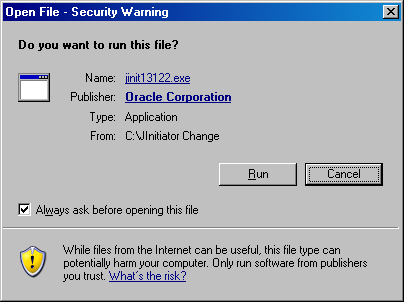 Open File - Security Warning
Do you want to run this file?
Name: jinit13122.exe
Publisher: Oracle Corporation
Type: Application
From: C:\JInitiator Change
Run Cancel
Always ask before opening this file
While files from the Internet can be useful, this file type can
potentially harm your computer. Only run software from publishers
you trust. What's the risk?